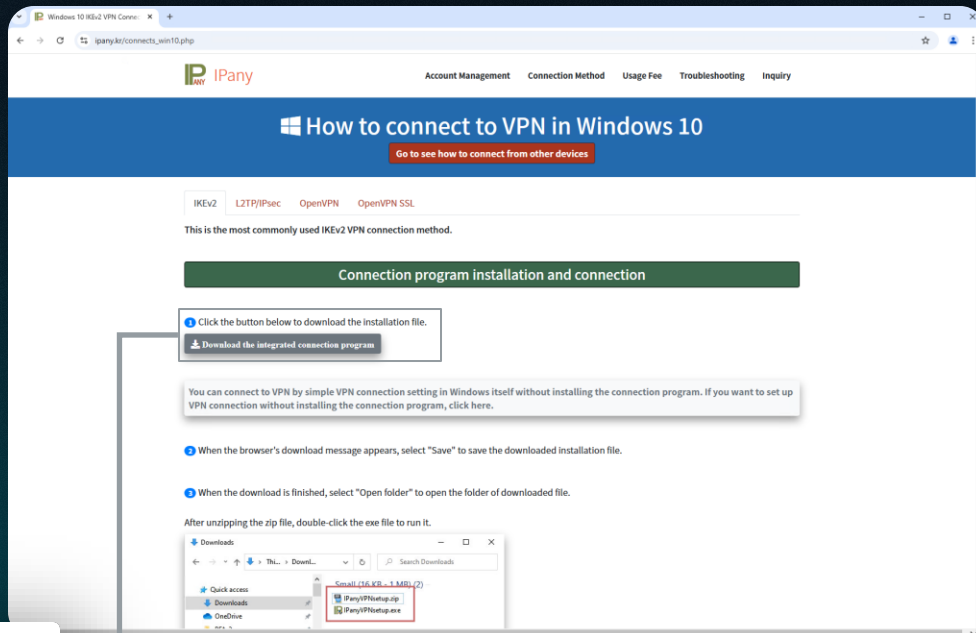 Windows 10 IKEv2 VPN Connec
ipany.kr/connects_win10.php
IP ANY IPany
Account Management Connection Method Usage Fee Troubleshooting Inquiry
How to connect to VPN in Windows 10
Go to see how to connect from other devices
IKEv2 L2TP/IPsec OpenVPN OpenVPN SSL
This is the most commonly used IKEv2 VPN connection method.
Connection program installation and connection
1 Click the button below to download the installation file.
Download the integrated connection program
You can connect to VPN by simple VPN connection setting in Windows itself without installing the connection program. If you want to set up
VPN connection without installing the connection program, click here.
2 When the browser's download message appears, select "Save" to save the downloaded installation file.
3 When the download is finished, select "Open folder" to open the folder of downloaded file.
After unzipping the zip file, double-click the exe file to run it.
Downloads
Thi... > Downl... Search Downloads
Quick access
Downloads
OneDrive
Small (16 KB - 1 MB) (2)
IPanyVPNsetup.zip
IPanyVPNsetup.exe